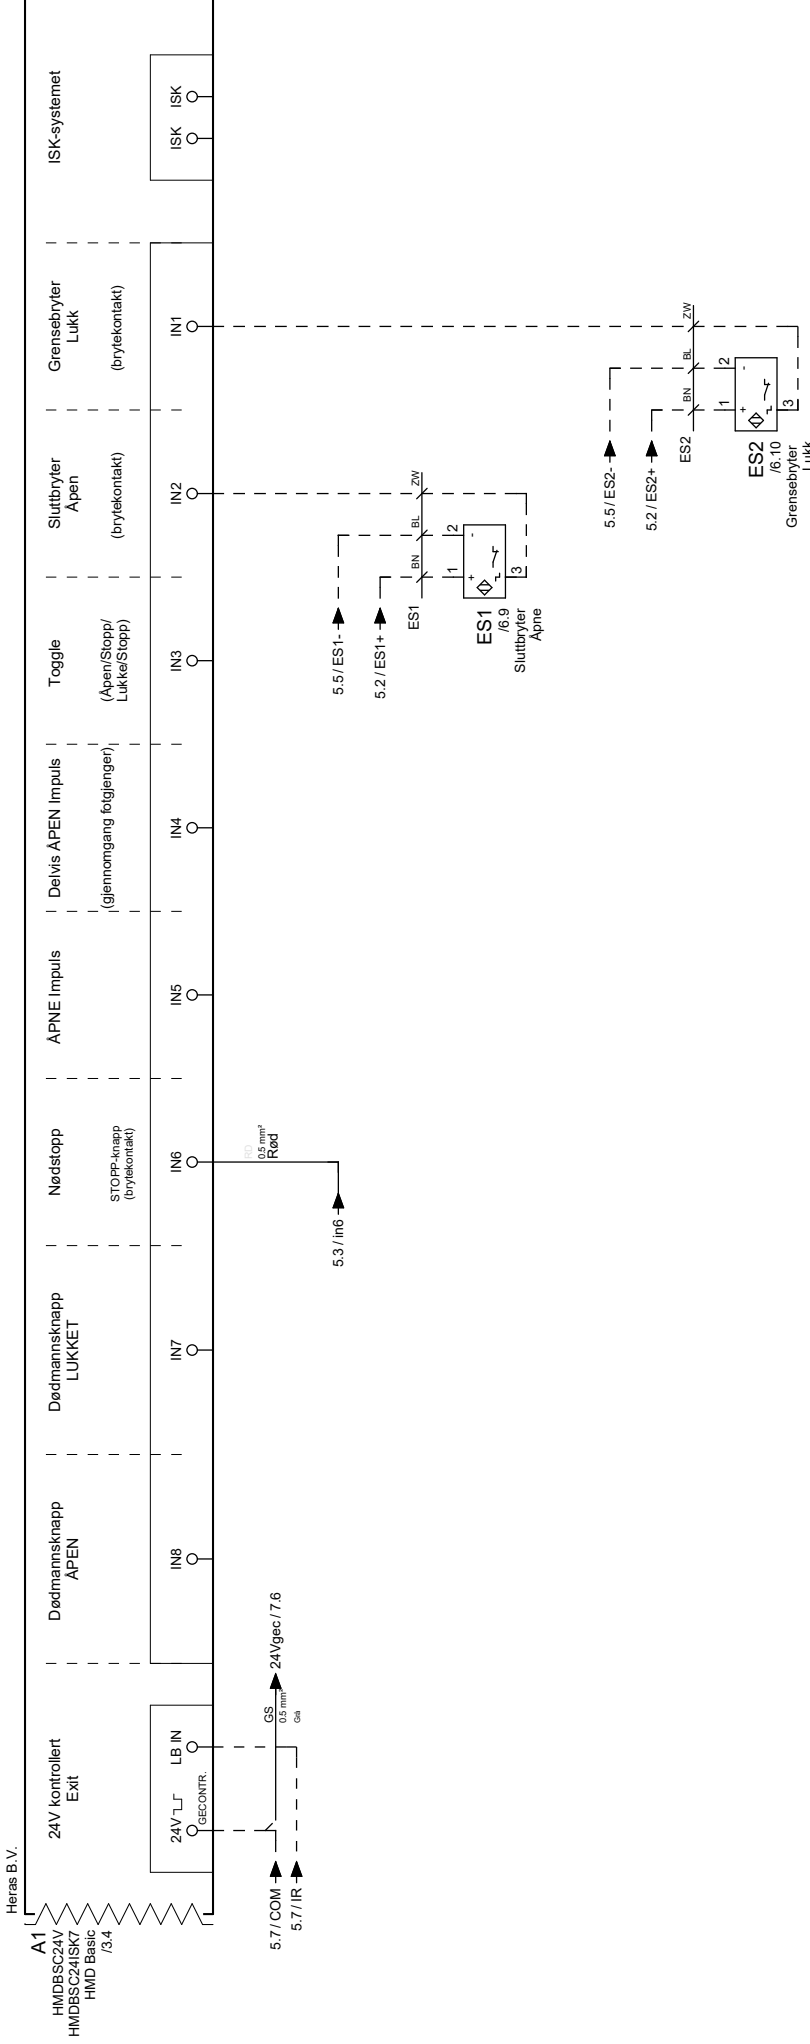 Heras B.V.
A1
HMDBSC24V
HMDBSC24ISK7
HMD Basic
/3.4
24V kontrollert
Exit
24V
GECONTR.
LB IN
5.7 / COM
5.7 / IR
GS
0.5 mm²
Grå
24Vgec / 7.6
Dødmannsknapp
ÅPEN
IN8
Dødmannsknapp
LUKKET
IN7
Nødstopp
STOPP-knapp
(brytekontakt)
IN6
RD
0.5 mm²
Rød
5.3 / in6
ÅPNE Impuls
IN5
Delvis ÅPEN Impuls
(gjennomgang fotgjenger)
IN4
Toggle
(Åpen/Stopp/
Lukke/Stopp)
IN3
Sluttbryter
Åpen
(brytekontakt)
IN2
5.5 / ES1-
5.2 / ES1+
ES1
BN
BL
ZW
1
2
+
-
3
ES1
/6.9
Sluttbryter
Åpne
Grensebryter
Lukk
(brytekontakt)
IN1
5.5 / ES2-
5.2 / ES2+
ES2
BN
BL
ZW
1
2
+
-
3
ES2
/6.10
Grensebryter
Lukk
ISK-systemet
ISK
ISK